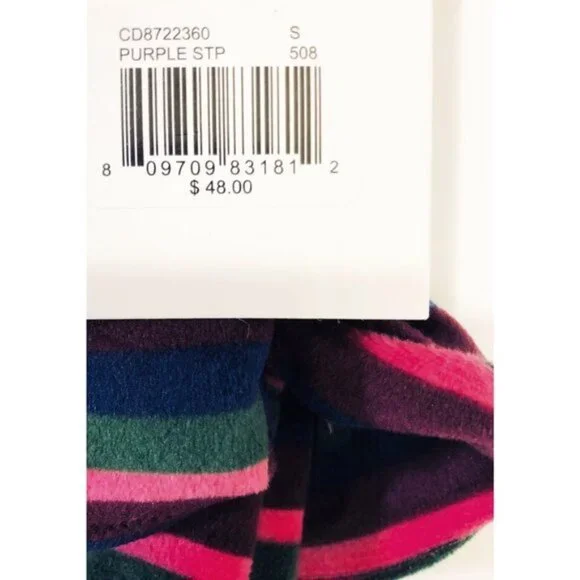 CD8722360 S
PURPLE STP 508
8 09709 83181 2
$ 48.00